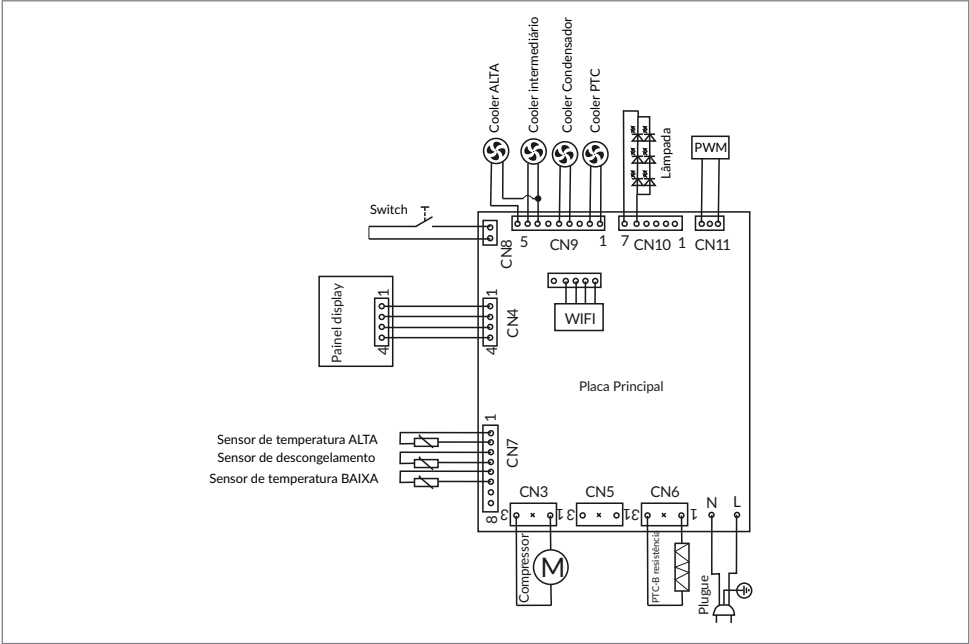 Cooler ALTA
Cooler intermediário
Cooler Condensador
Cooler PTC
Lâmpada
PWM
Switch
CN8
5 CN9 1
7 CN10 1
CN11
WIFI
Painel display
1
4
1
CN4
4
Placa Principal
Sensor de temperatura ALTA
Sensor de descongelamento
Sensor de temperatura BAIXA
1
CN7
8
CN3
3 1
CN5
3 1
CN6
3 1
N L
Compressor
M
PTC-B resistência
Plugue